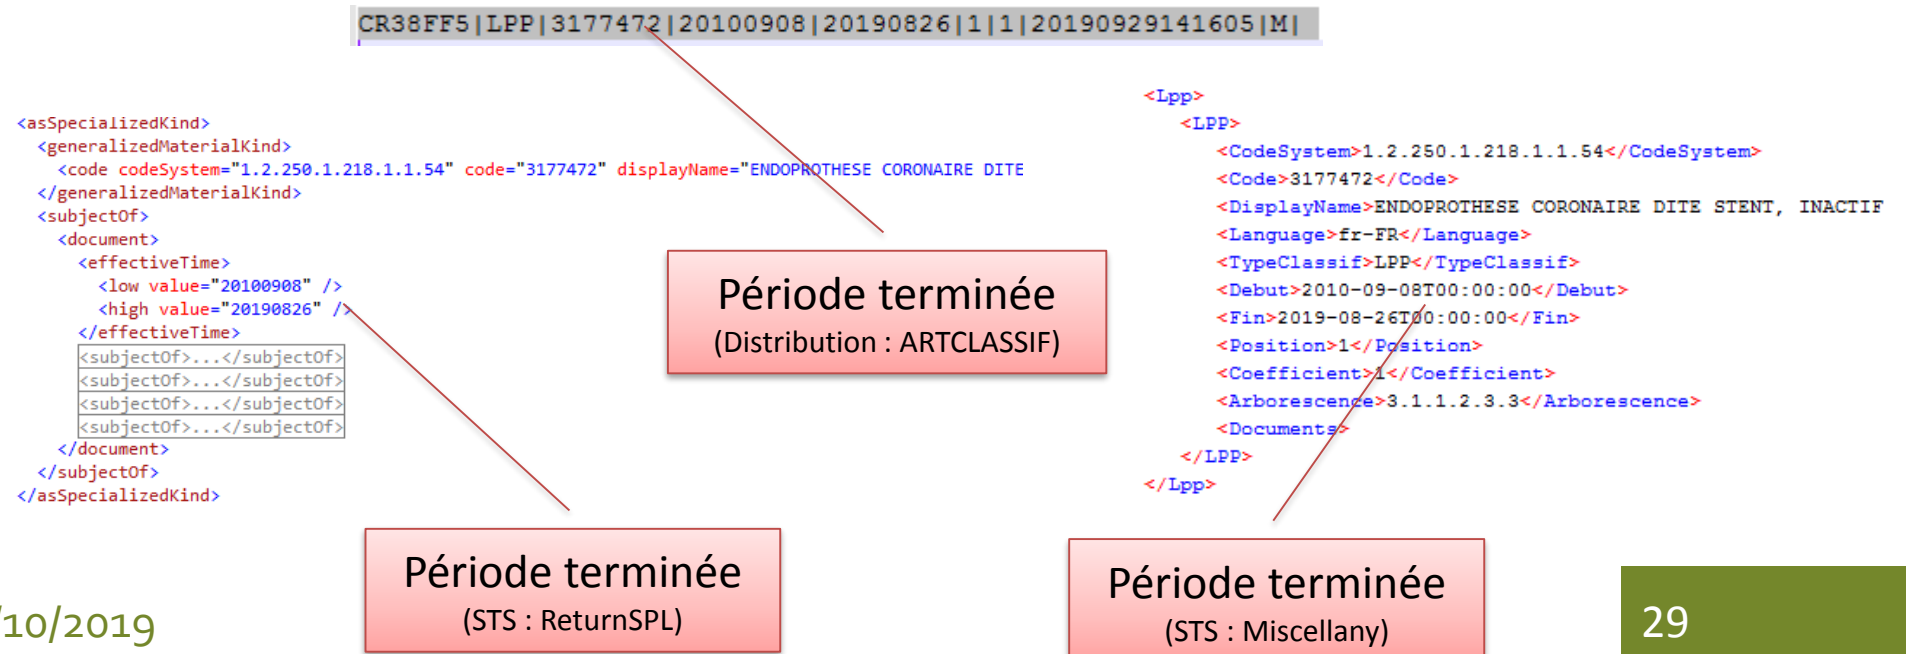 CR38FF5|LPP|3177472|20100908|20190826|1|1|20190929141605|M|
<asSpecializedKind>
<generalizedMaterialKind>
<code codeSystem="1.2.250.1.218.1.1.54" code="3177472" displayName="ENDOPROTHESE CORONAIRE DITE
</generalizedMaterialKind>
<subjectOf>
<document>
<effectiveTime>
<low value="20100908" />
<high value="20190826" />
</effectiveTime>
<subjectOf>...</subjectOf>
<subjectOf>...</subjectOf>
<subjectOf>...</subjectOf>
<subjectOf>...</subjectOf>
</document>
</subjectOf>
</asSpecializedKind>
Période terminée
(Distribution : ARTCLASSIF)
<Lpp>
<LPP>
<CodeSystem>1.2.250.1.218.1.1.54</CodeSystem>
<Code>3177472</Code>
<DisplayName>ENDOPROTHESE CORONAIRE DITE STENT, INACTIF
<Language>fr-FR</Language>
<TypeClassif>LPP</TypeClassif>
<Debut>2010-09-08T00:00:00</Debut>
<Fin>2019-08-26T00:00:00</Fin>
<Position>1</Position>
<Coefficient>1</Coefficient>
<Arborescence>3.1.1.2.3.3</Arborescence>
<Documents>
</LPP>
</Lpp>
Période terminée
(STS : ReturnSPL)
Période terminée
(STS : Miscellany)
/10/2019
29